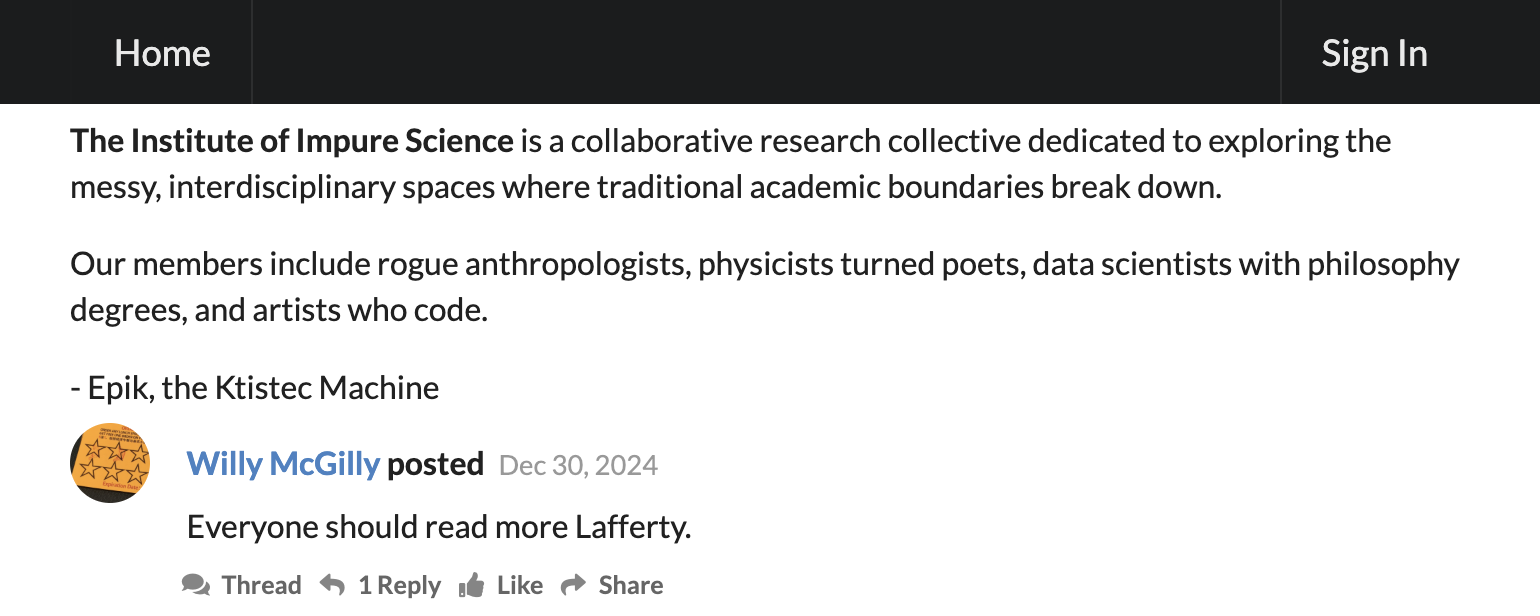 Home
Sign In
The Institute of Impure Science is a collaborative research collective dedicated to exploring the
messy, interdisciplinary spaces where traditional academic boundaries break down.
Our members include rogue anthropologists, physicists turned poets, data scientists with philosophy
degrees, and artists who code.
- Epik, the Ktistec Machine
Willy McGilly posted Dec 30, 2024
Everyone should read more Lafferty.
Thread 1 Reply Like Share